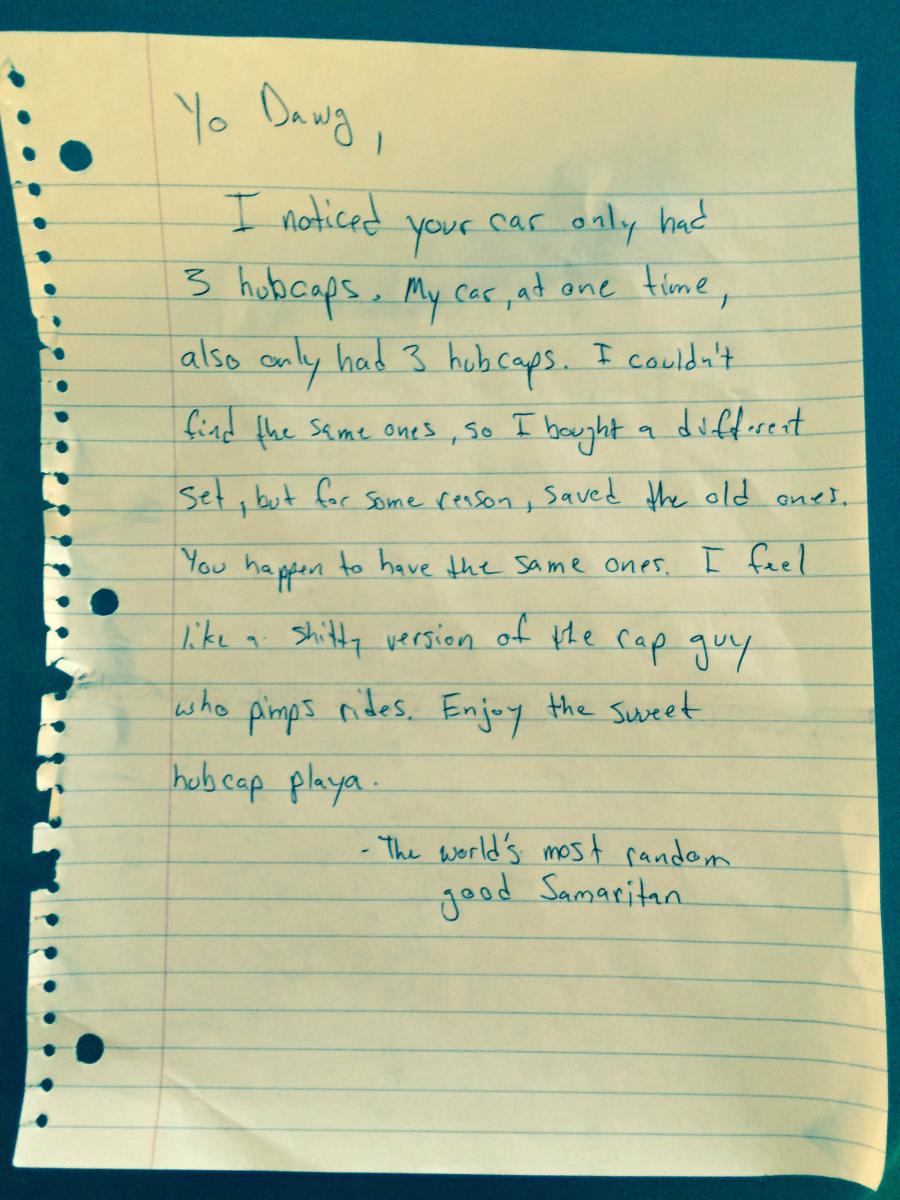 Yo Dawg,
I noticed your car only had
3 hubcaps. My car, at one time,
also only had 3 hubcaps. I couldn't
find the same ones, so I bought a different
set, but for some reason, saved the old ones.
You happen to have the same ones. I feel
like a shitty version of the rap guy
who pimps rides. Enjoy the sweet
hubcap playa.
- The world's most random
good Samaritan